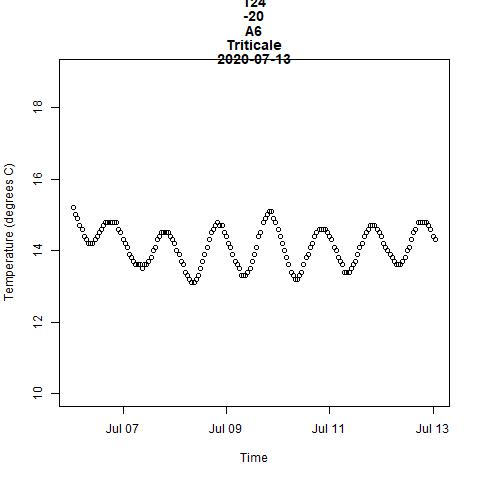 124
-20
A6
Triticale
2020-07-13
Temperature (degrees C)
18
16
14
12
10
Jul 07 Jul 09 Jul 11 Jul 13
Time